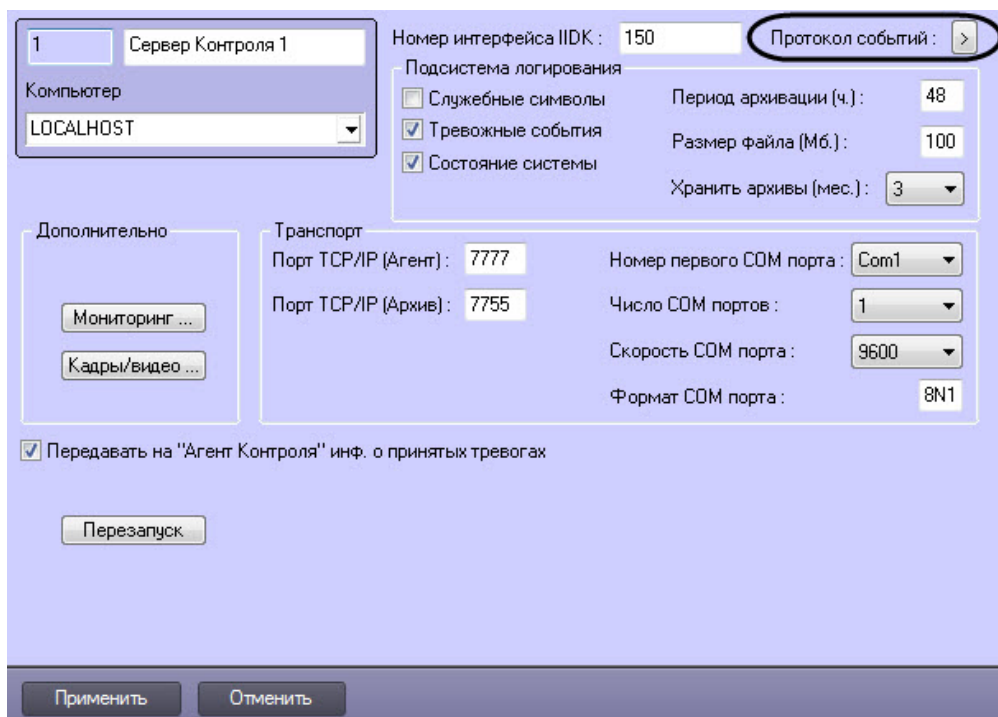 1 Сервер Контроля 1
Компьютер
LOCALHOST
Номер интерфейса IIDK : 150 Протокол событий : >
Подсистема логирования
Служебные символы
Тревожные события
Состояние системы
Период архивации (ч.) : 48
Размер файла (Мб.) : 100
Хранить архивы (мес.) : 3
Дополнительно
Мониторинг ...
Кадры/видео ...
Транспорт
Порт TCP/IP (Агент) : 7777
Порт TCP/IP (Архив) : 7755
Номер первого COM порта : Com1
Число COM портов : 1
Скорость COM порта : 9600
Формат COM порта : 8N1
Передавать на "Агент Контроля" инф. о принятых тревогах
Перезапуск
Применить Отменить